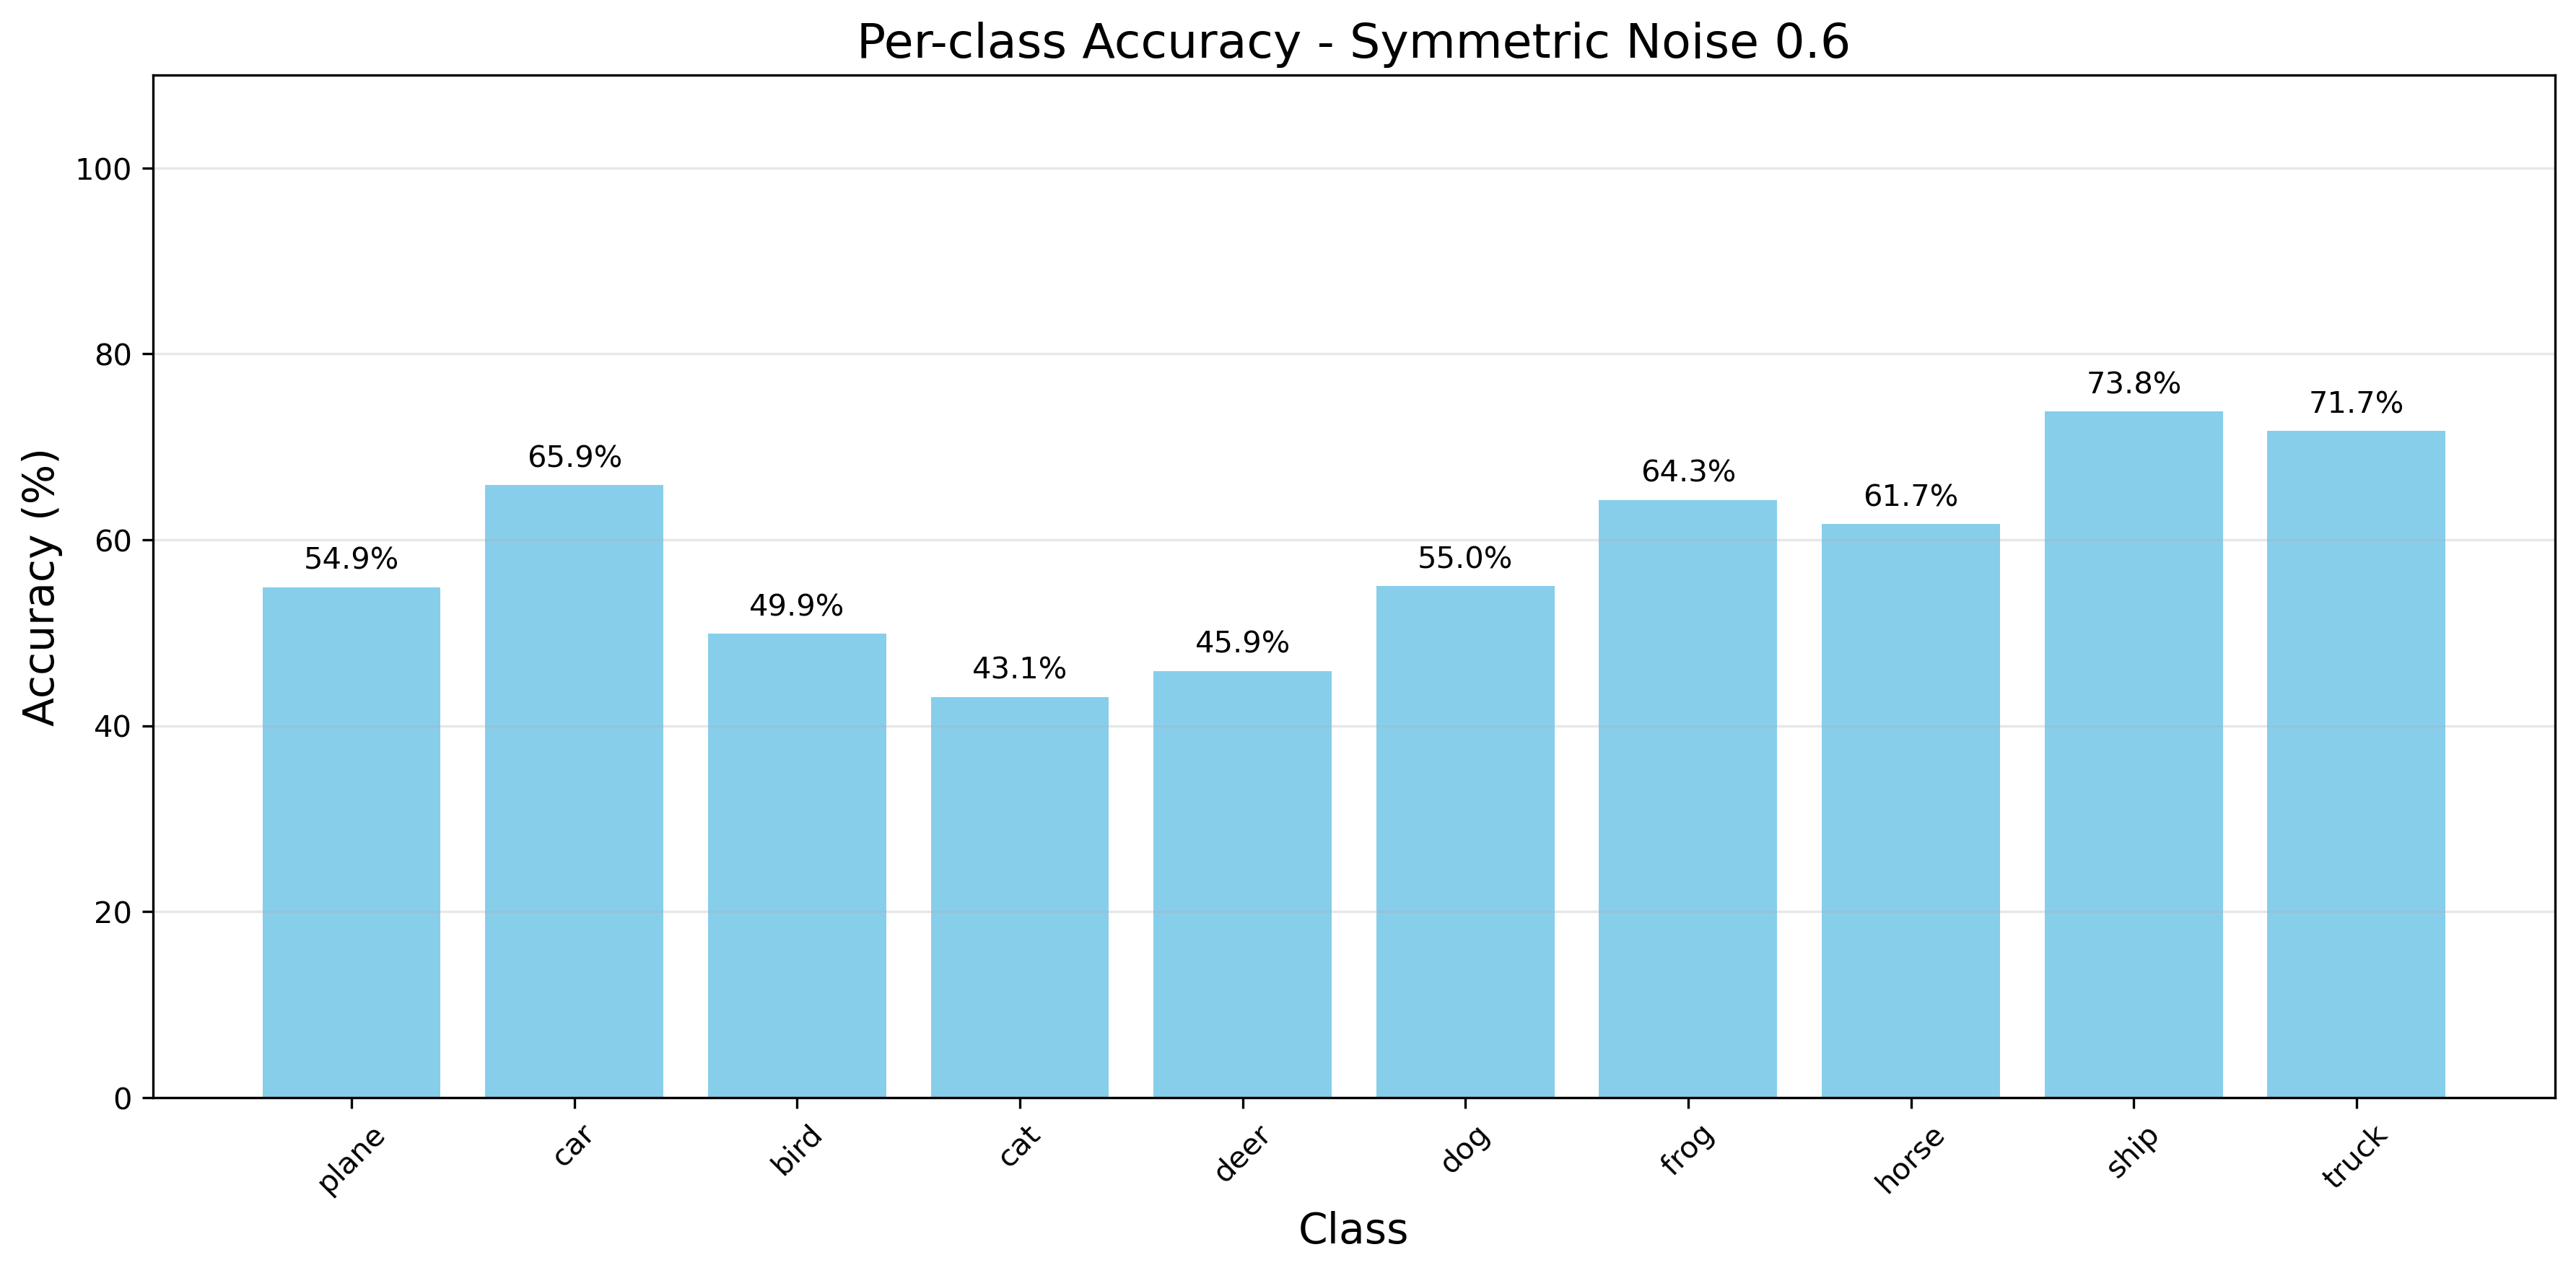 Per-class Accuracy - Symmetric Noise 0.6
Accuracy (%)
100
80
60
40
20
0
54.9%
65.9%
49.9%
43.1%
45.9%
55.0%
64.3%
61.7%
73.8%
71.7%
plane
car
bird
cat
deer
dog
frog
horse
ship
truck
Class